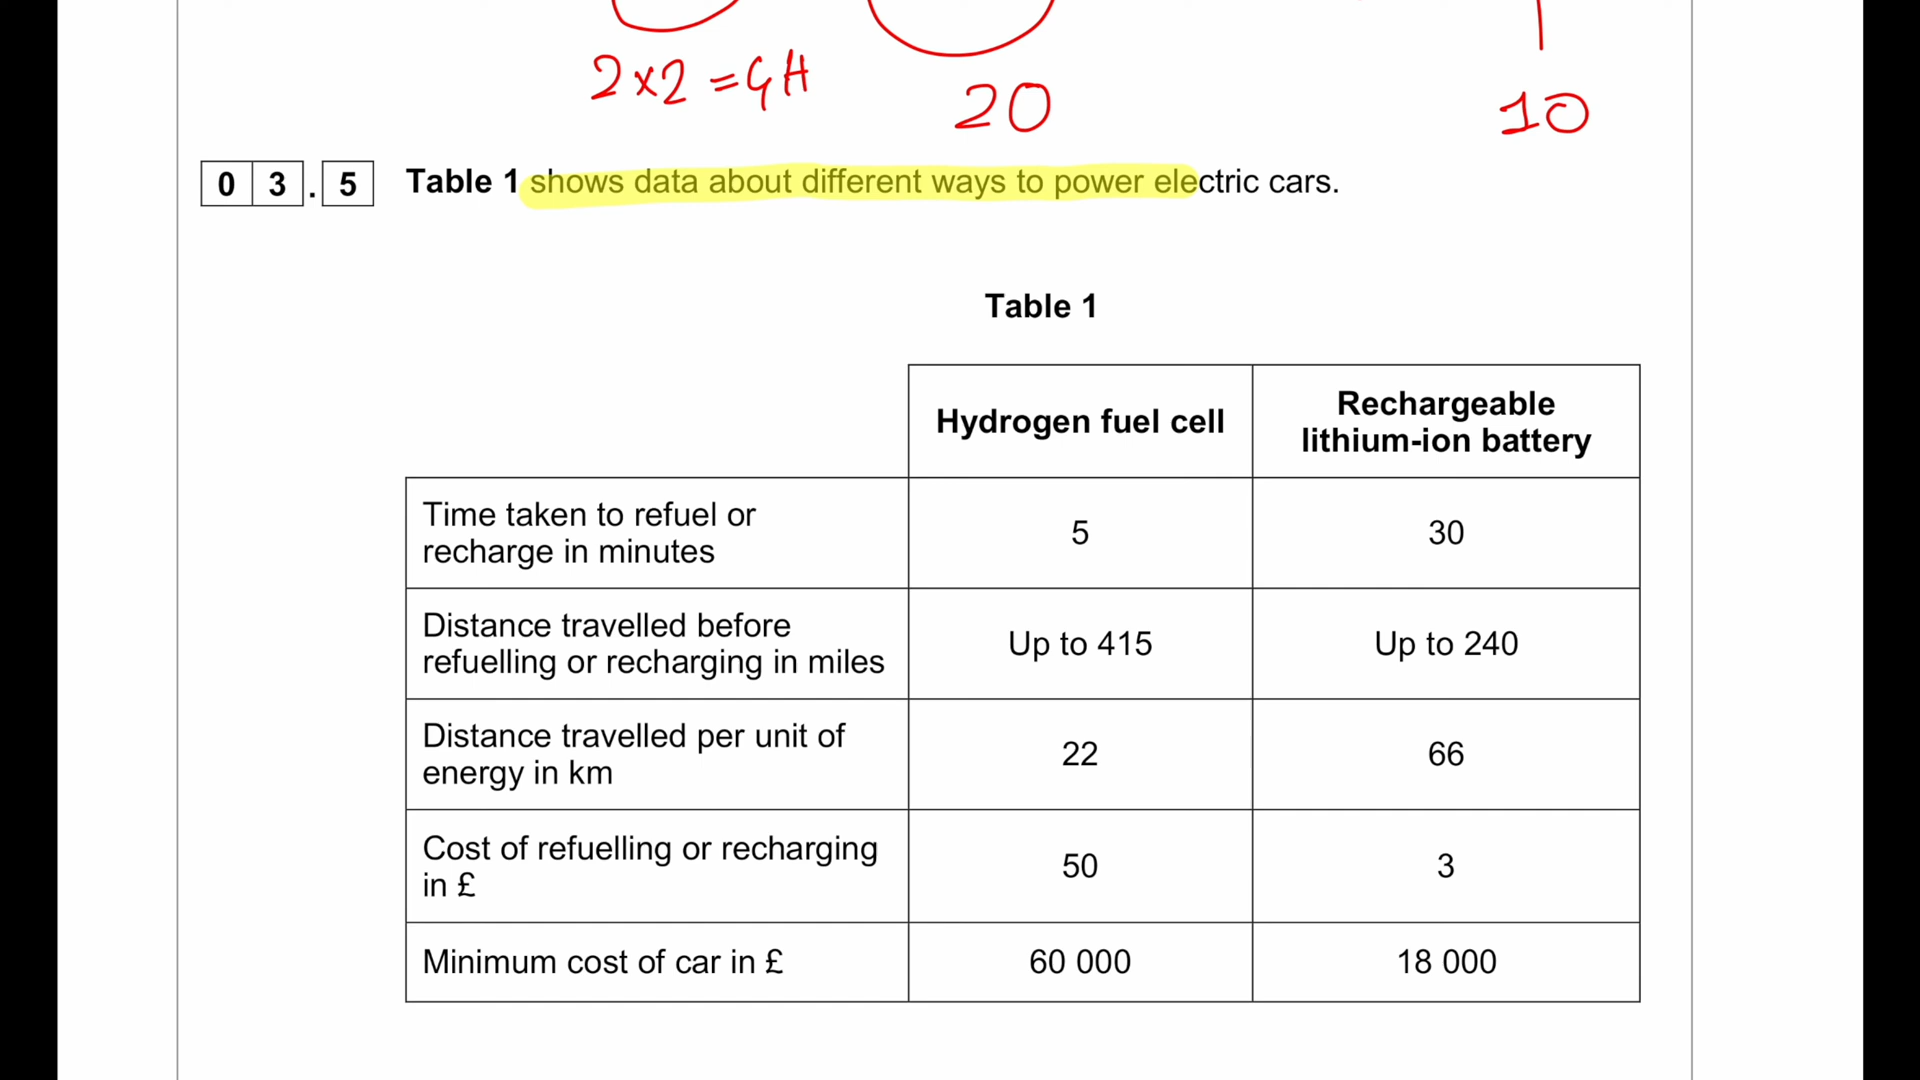 2x2 = 4H
20
10
03.5 Table 1 shows data about different ways to power electric cars.
Table 1
Hydrogen fuel cell
Rechargeable
lithium-ion battery
Time taken to refuel or
recharge in minutes
5
30
Distance travelled before
refuelling or recharging in miles
Up to 415
Up to 240
Distance travelled per unit of
energy in km
22
66
Cost of refuelling or recharging
in £
50
3
Minimum cost of car in £
60 000
18 000